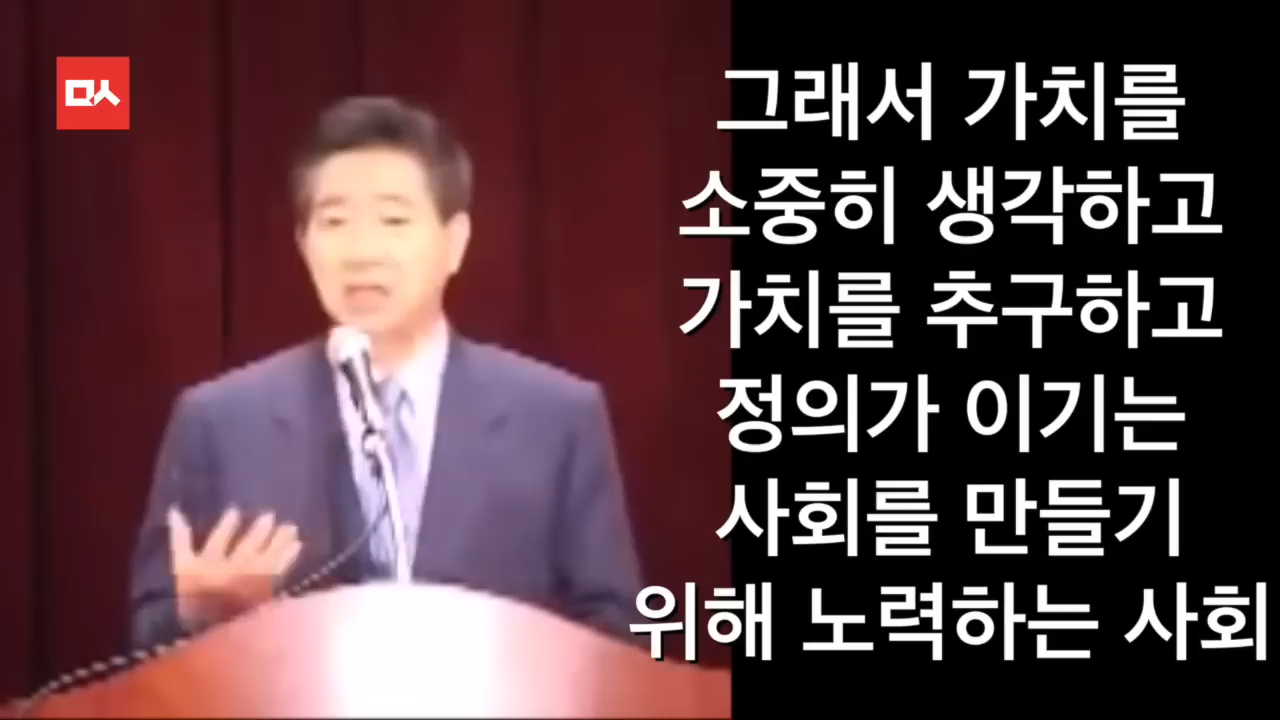 그래서 가치를
소중히 생각하고
가치를 추구하고
정의가 이기는
사회를 만들기
위해 노력하는 사회